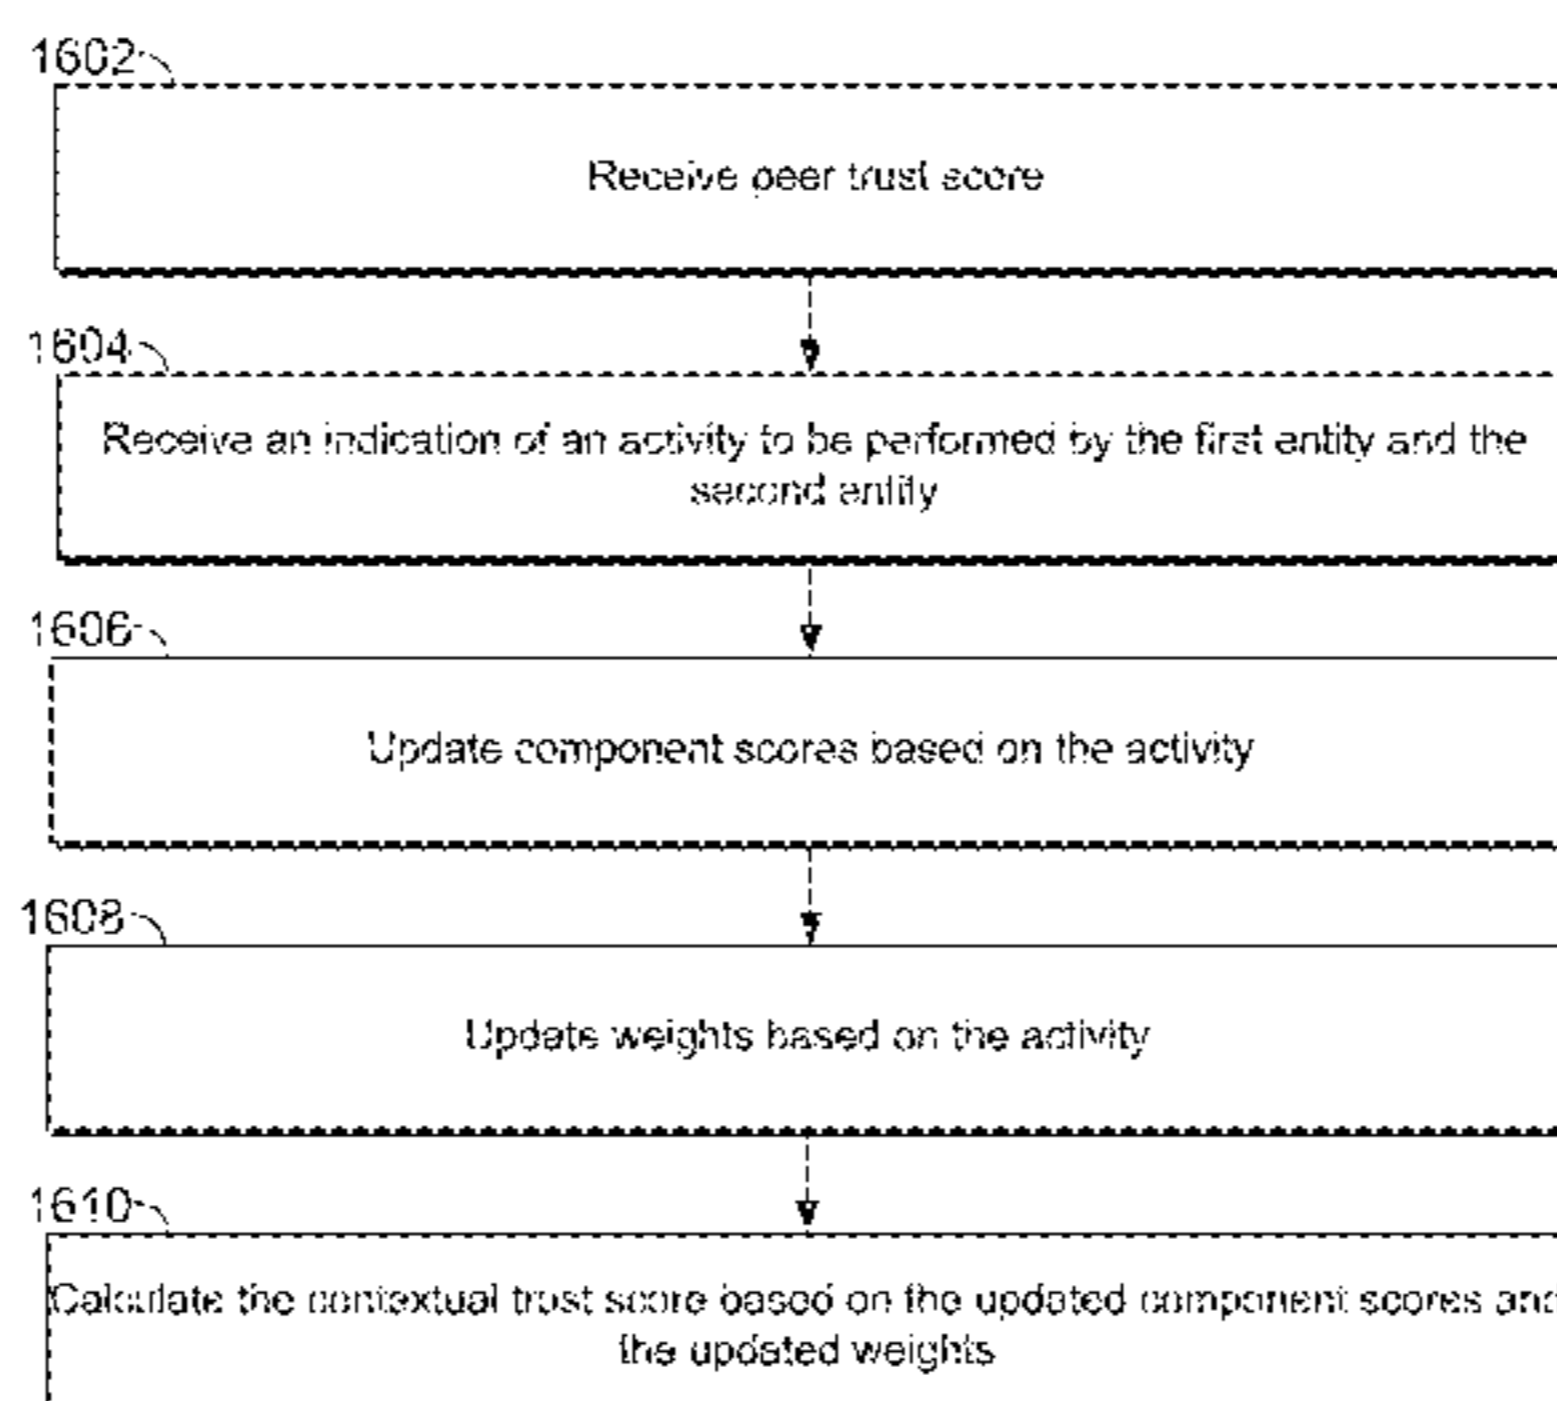 1602
Receive peer trust score
1604
Receive an indication of an activity to be performed by the first entity and the
second entity
1606
Update component scores based on the activity
1608
Update weights based on the activity
1610
Calculate the contextual trust score based on the updated component scores and
the updated weights